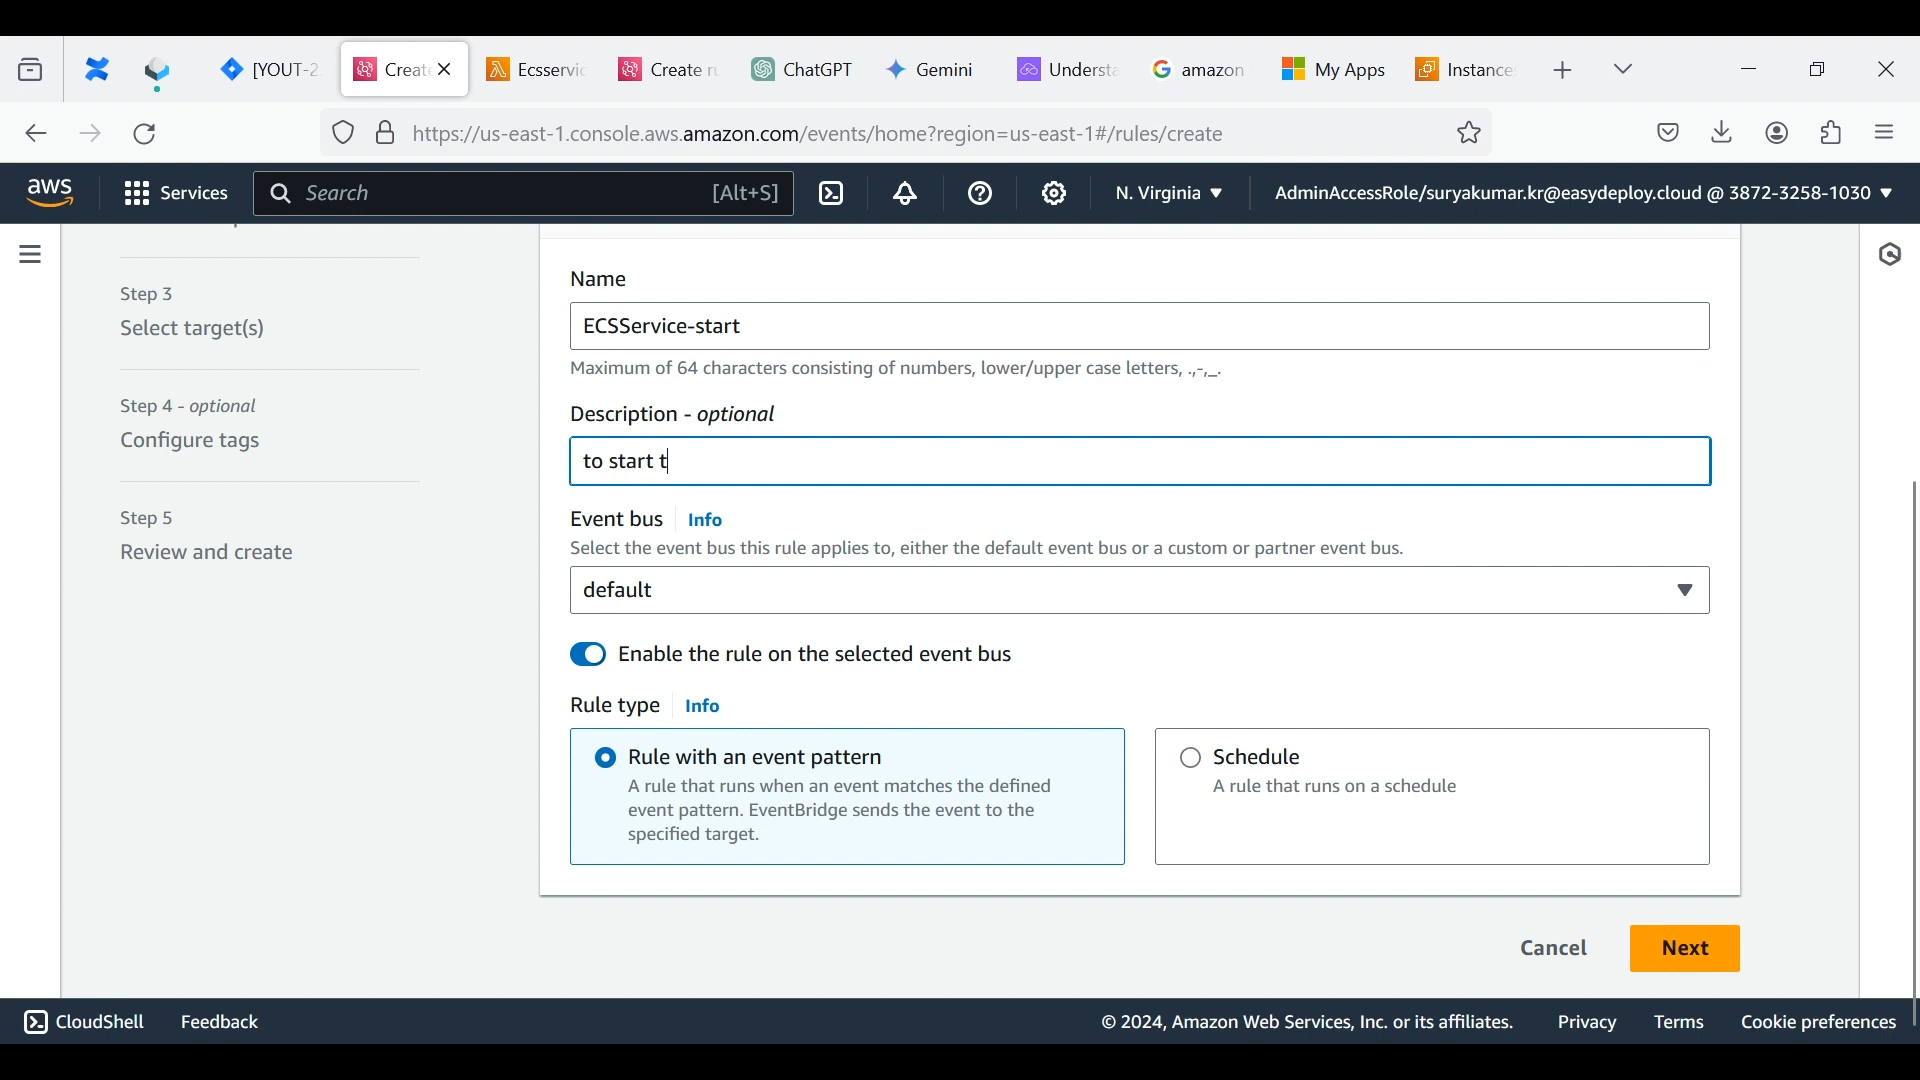 [YOUT-2
Create
Ecsservic
Create ru
ChatGPT
Gemini
Understa
amazon
My Apps
Instances
https://us-east-1.console.aws.amazon.com/events/home?region=us-east-1#/rules/create
aws
Services
Search
[Alt+S]
N. Virginia
AdminAccessRole/suryakumar.kr@easydeploy.cloud @ 3872-3258-1030
Step 3
Select target(s)
Step 4 - optional
Configure tags
Step 5
Review and create
Name
ECSService-start
Maximum of 64 characters consisting of numbers, lower/upper case letters, .,-,_.
Description - optional
to start t
Event bus Info
Select the event bus this rule applies to, either the default event bus or a custom or partner event bus.
default
Enable the rule on the selected event bus
Rule type Info
Rule with an event pattern
A rule that runs when an event matches the defined
event pattern. EventBridge sends the event to the
specified target.
Schedule
A rule that runs on a schedule
Cancel
Next
CloudShell
Feedback
© 2024, Amazon Web Services, Inc. or its affiliates.
Privacy
Terms
Cookie preferences